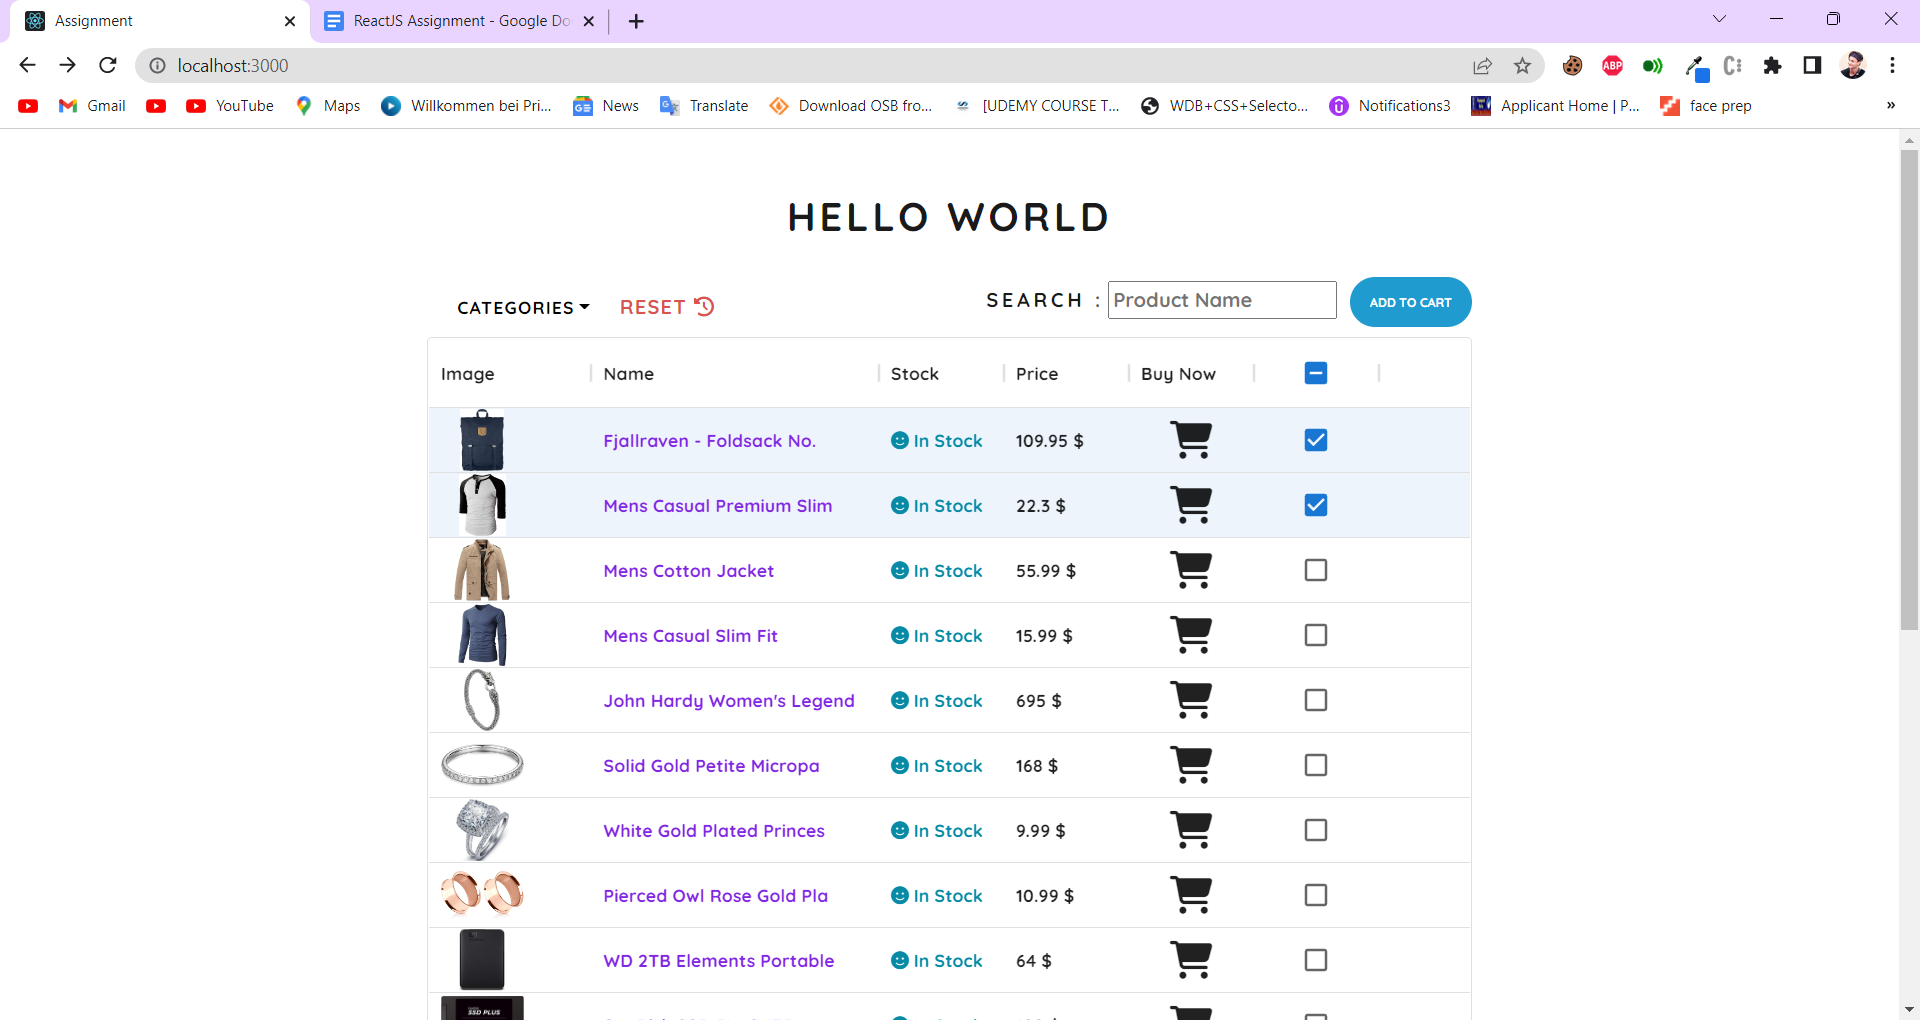 Assignment
ReactJS Assignment - Google Do
localhost:3000
ABP
Gmail YouTube Maps Willkommen bei Pri... News Translate Download OSB fro... [UDEMY COURSE T... WDB+CSS+Selecto... Notifications3 Applicant Home | P... face prep »
HELLO WORLD
CATEGORIES RESET SEARCH : Product Name ADD TO CART
Image Name Stock Price Buy Now
Fjallraven - Foldsack No. In Stock 109.95 $
Mens Casual Premium Slim In Stock 22.3 $
Mens Cotton Jacket In Stock 55.99 $
Mens Casual Slim Fit In Stock 15.99 $
John Hardy Women's Legend In Stock 695 $
Solid Gold Petite Micropa In Stock 168 $
White Gold Plated Princes In Stock 9.99 $
Pierced Owl Rose Gold Pla In Stock 10.99 $
WD 2TB Elements Portable In Stock 64 $
SSD PLUS